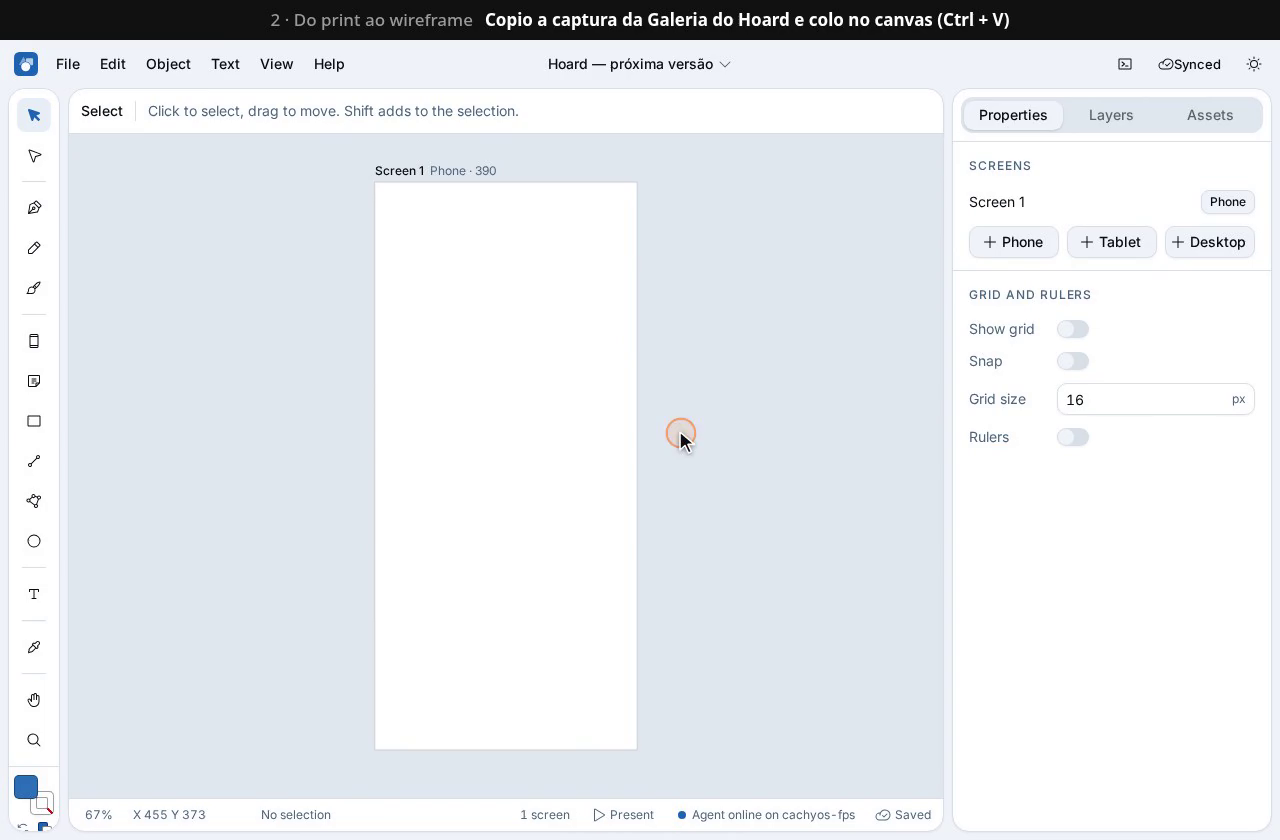 2 · Do print ao wireframe Copio a captura da Galeria do Hoard e colo no canvas (Ctrl + V)
File Edit Object Text View Help
Hoard — próxima versão
Synced
Select Click to select, drag to move. Shift adds to the selection.
Screen 1 Phone · 390
Properties Layers Assets
SCREENS
Screen 1 Phone
+ Phone + Tablet + Desktop
GRID AND RULERS
Show grid
Snap
Grid size 16 px
Rulers
67% X 455 Y 373 No selection 1 screen Present Agent online on cachyos-fps Saved